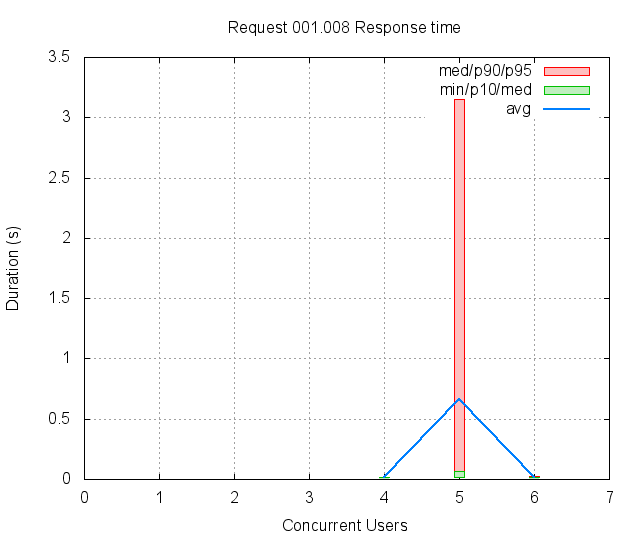 Request 001.008 Response time
3.5
3
2.5
2
1.5
1
0.5
0
Duration (s)
med/p90/p95
min/p10/med
avg
0 1 2 3 4 5 6 7
Concurrent Users